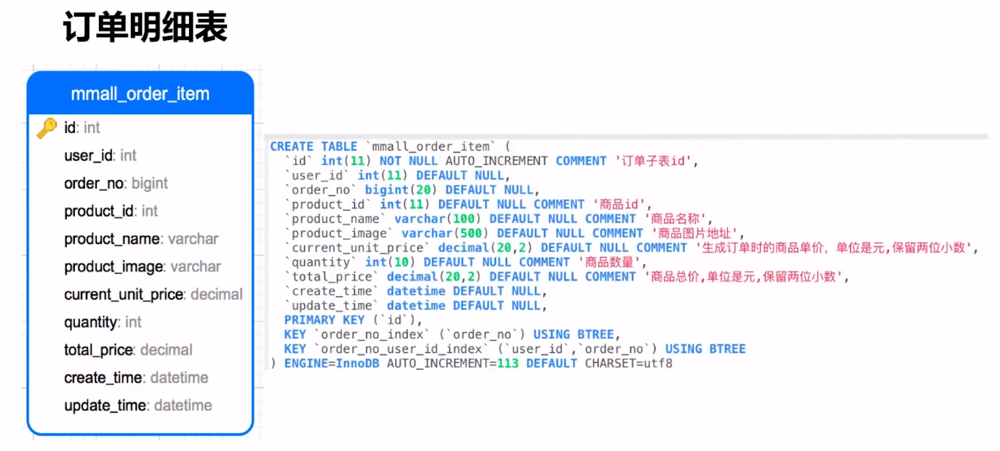 订单明细表
mmall_order_item
id: int
user_id: int
order_no: bigint
product_id: int
product_name: varchar
product_image: varchar
current_unit_price: decimal
quantity: int
total_price: decimal
create_time: datetime
update_time: datetime
CREATE TABLE `mmall_order_item` (
`id` int(11) NOT NULL AUTO_INCREMENT COMMENT '订单子表id',
`user_id` int(11) DEFAULT NULL,
`order_no` bigint(20) DEFAULT NULL,
`product_id` int(11) DEFAULT NULL COMMENT '商品id',
`product_name` varchar(100) DEFAULT NULL COMMENT '商品名称',
`product_image` varchar(500) DEFAULT NULL COMMENT '商品图片地址',
`current_unit_price` decimal(20,2) DEFAULT NULL COMMENT '生成订单时的商品单价，单位是元,保留两位小数',
`quantity` int(10) DEFAULT NULL COMMENT '商品数量',
`total_price` decimal(20,2) DEFAULT NULL COMMENT '商品总价,单位是元,保留两位小数',
`create_time` datetime DEFAULT NULL,
`update_time` datetime DEFAULT NULL,
PRIMARY KEY (`id`),
KEY `order_no_index` (`order_no`) USING BTREE,
KEY `order_no_user_id_index` (`user_id`,`order_no`) USING BTREE
) ENGINE=InnoDB AUTO_INCREMENT=113 DEFAULT CHARSET=utf8